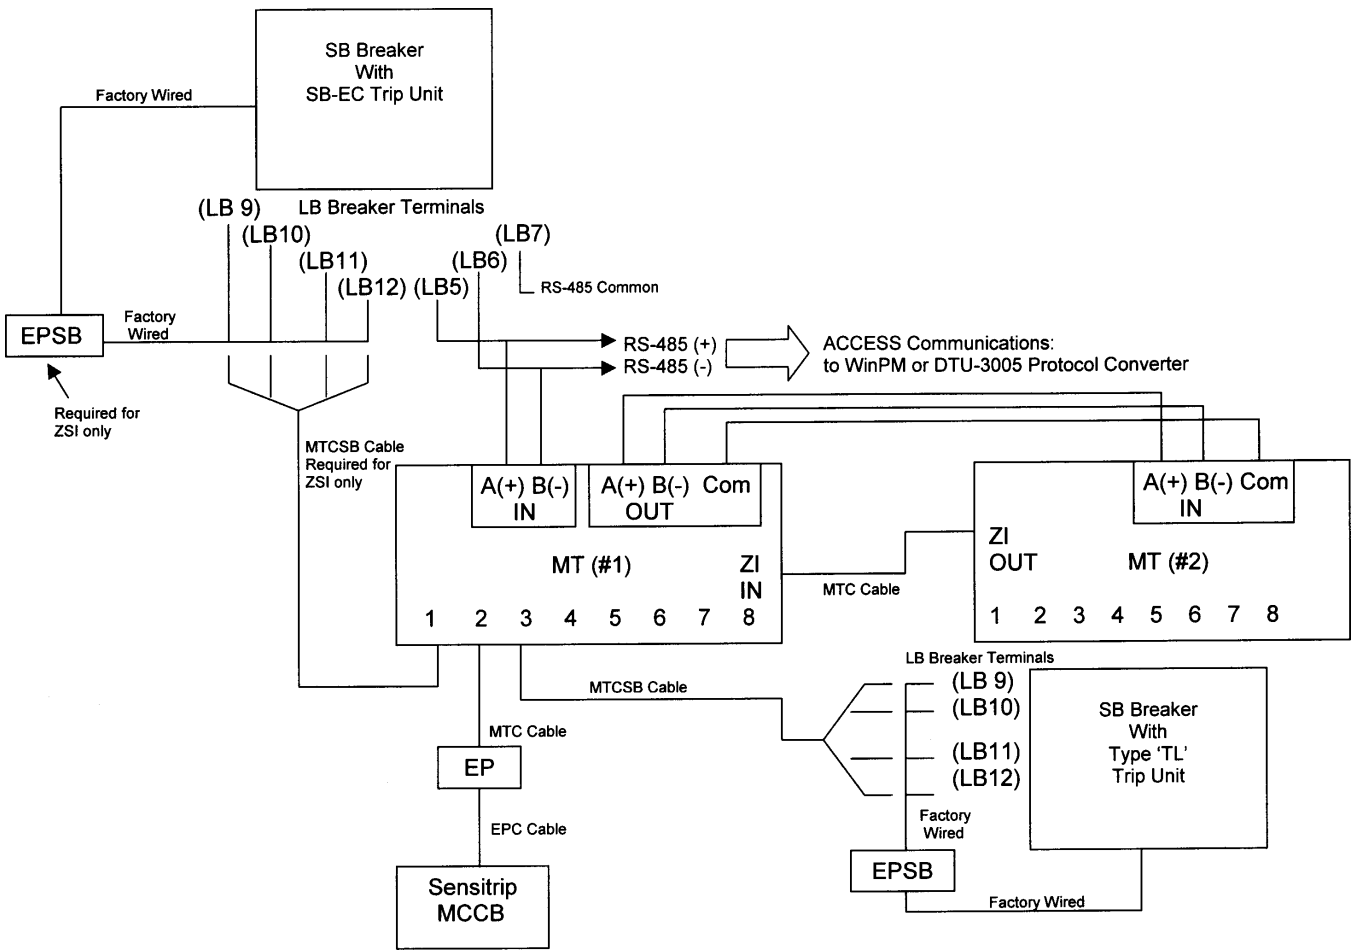 SB Breaker
With
SB-EC Trip Unit
Factory Wired
(LB 9)
LB Breaker Terminals
(LB10)
(LB7)
(LB11)
(LB6)
(LB12)
(LB5)
RS-485 Common
EPSB
Factory
Wired
RS-485 (+)
RS-485 (-)
ACCESS Communications:
to WinPM or DTU-3005 Protocol Converter
Required for
ZSI only
MTCSB Cable
Required for
ZSI only
A(+) B(-)
IN
A(+) B(-) Com
OUT
MT (#1)
ZI
IN
1 2 3 4 5 6 7 8
MTC Cable
A(+) B(-) Com
IN
ZI
OUT
MT (#2)
1 2 3 4 5 6 7 8
MTCSB Cable
LB Breaker Terminals
(LB 9)
(LB10)
(LB11)
(LB12)
SB Breaker
With
Type ‘TL’
Trip Unit
MTC Cable
EP
EPC Cable
Sensitrip
MCCB
Factory
Wired
EPSB
Factory Wired